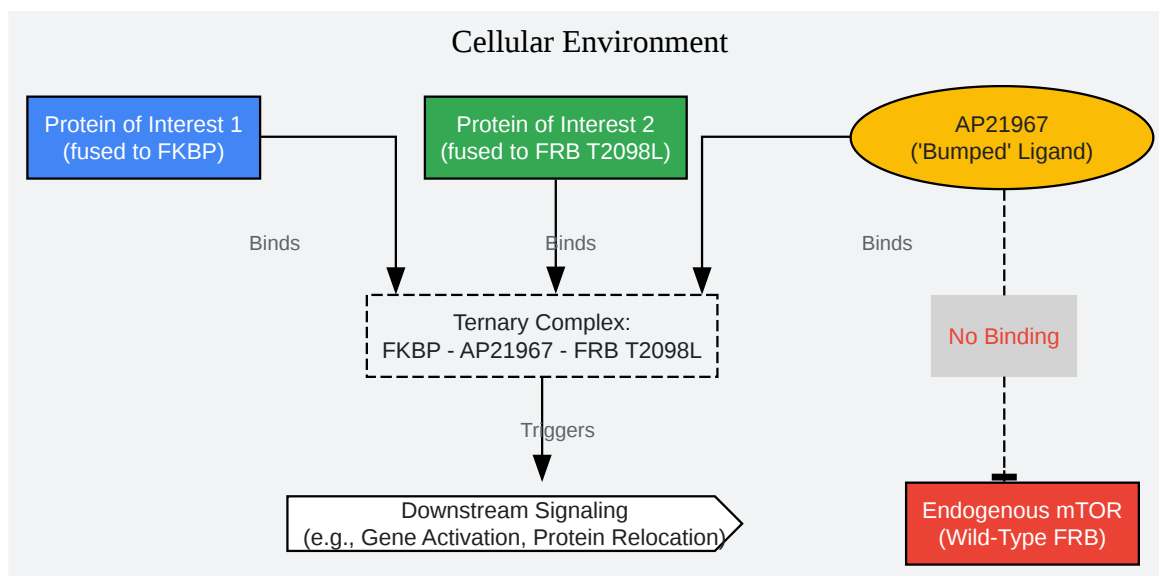 Cellular Environment
Protein of Interest 1
(fused to FKBP)
Protein of Interest 2
(fused to FRB T2098L)
AP21967
('Bumped' Ligand)
Binds
Binds
Binds
Ternary Complex:
FKBP - AP21967 - FRB T2098L
No Binding
Triggers
Downstream Signaling
(e.g., Gene Activation, Protein Relocation)
Endogenous mTOR
(Wild-Type FRB)